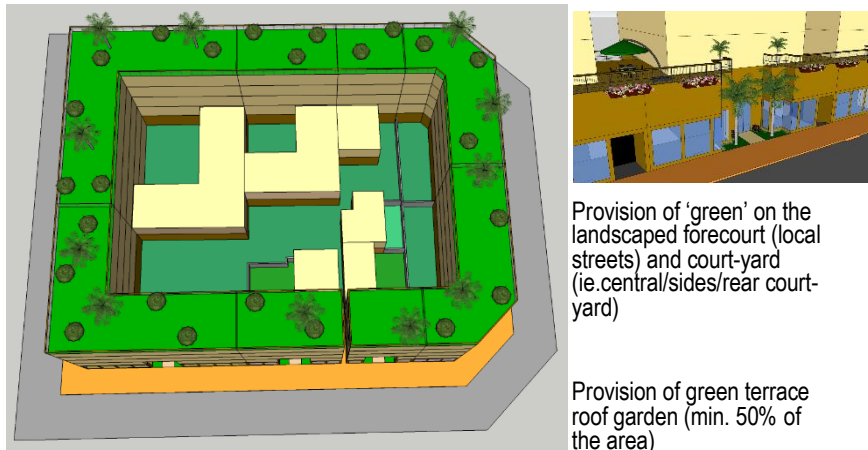 Provision of ‘green’ on the
landscaped forecourt (local
streets) and court-yard
(ie.central/sides/rear court-
yard)
Provision of green terrace
roof garden (min. 50% of
the area)